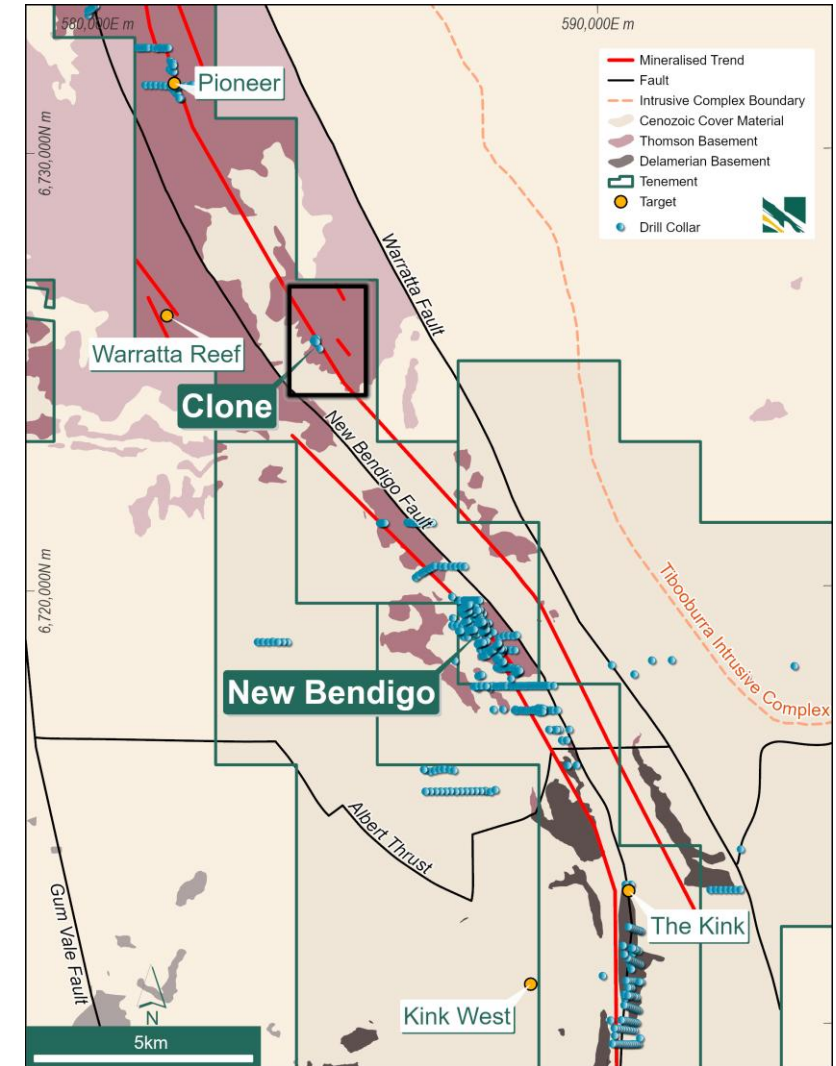 580,000E m
590,000E m
Mineralised Trend
Fault
Intrusive Complex Boundary
Cenozoic Cover Material
Thomson Basement
Delamerian Basement
Tenement
Target
Drill Collar
Pioneer
6,730,000N m
Warratta Fault
Warratta Reef
Clone
New Bendigo Fault
6,720,000N m
Tibooburra Intrusive Complex
New Bendigo
Albert Thrust
Gum Vale Fault
The Kink
Kink West
N
5km